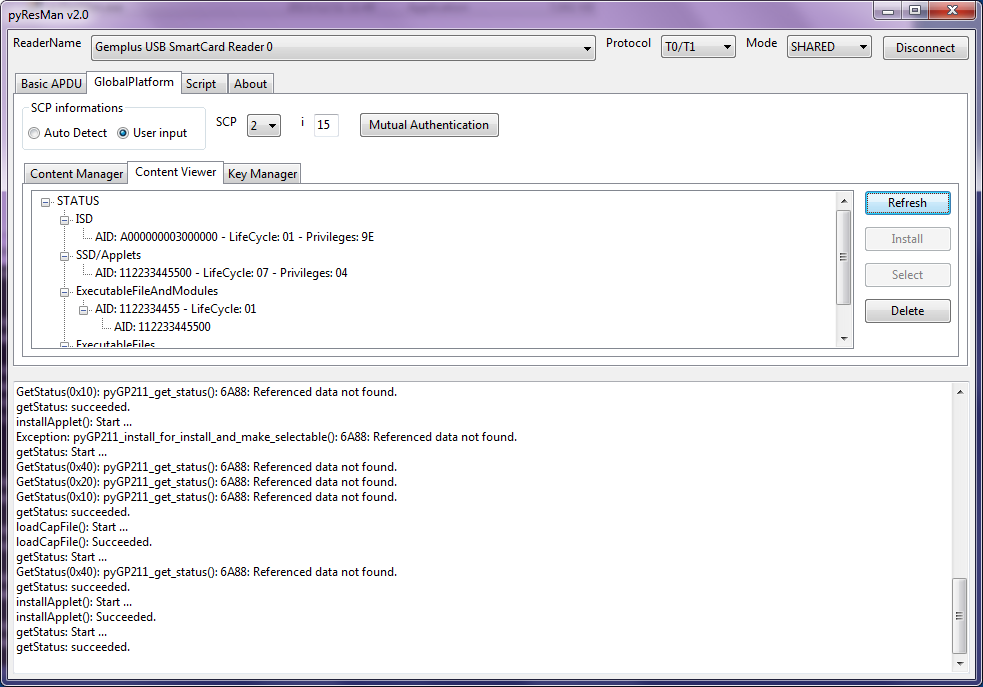 pyResMan v2.0
ReaderName Gemplus USB SmartCard Reader 0 Protocol T0/T1 Mode SHARED Disconnect
Basic APDU GlobalPlatform Script About
SCP informations
Auto Detect User input SCP 2 i 15 Mutual Authentication
Content Manager Content Viewer Key Manager
STATUS
ISD
AID: A000000003000000 - LifeCycle: 01 - Privileges: 9E
SSD/Applets
AID: 112233445500 - LifeCycle: 07 - Privileges: 04
ExecutableFileAndModules
AID: 1122334455 - LifeCycle: 01
AID: 112233445500
ExecutableFiles
Refresh
Install
Select
Delete
GetStatus(0x10): pyGP211_get_status(): 6A88: Referenced data not found.
getStatus: succeeded.
installApplet(): Start ...
Exception: pyGP211_install_for_install_and_make_selectable(): 6A88: Referenced data not found.
getStatus: Start ...
GetStatus(0x40): pyGP211_get_status(): 6A88: Referenced data not found.
GetStatus(0x20): pyGP211_get_status(): 6A88: Referenced data not found.
GetStatus(0x10): pyGP211_get_status(): 6A88: Referenced data not found.
getStatus: succeeded.
loadCapFile(): Start ...
loadCapFile(): Succeeded.
getStatus: Start ...
GetStatus(0x40): pyGP211_get_status(): 6A88: Referenced data not found.
getStatus: succeeded.
installApplet(): Start ...
installApplet(): Succeeded.
getStatus: Start ...
getStatus: succeeded.